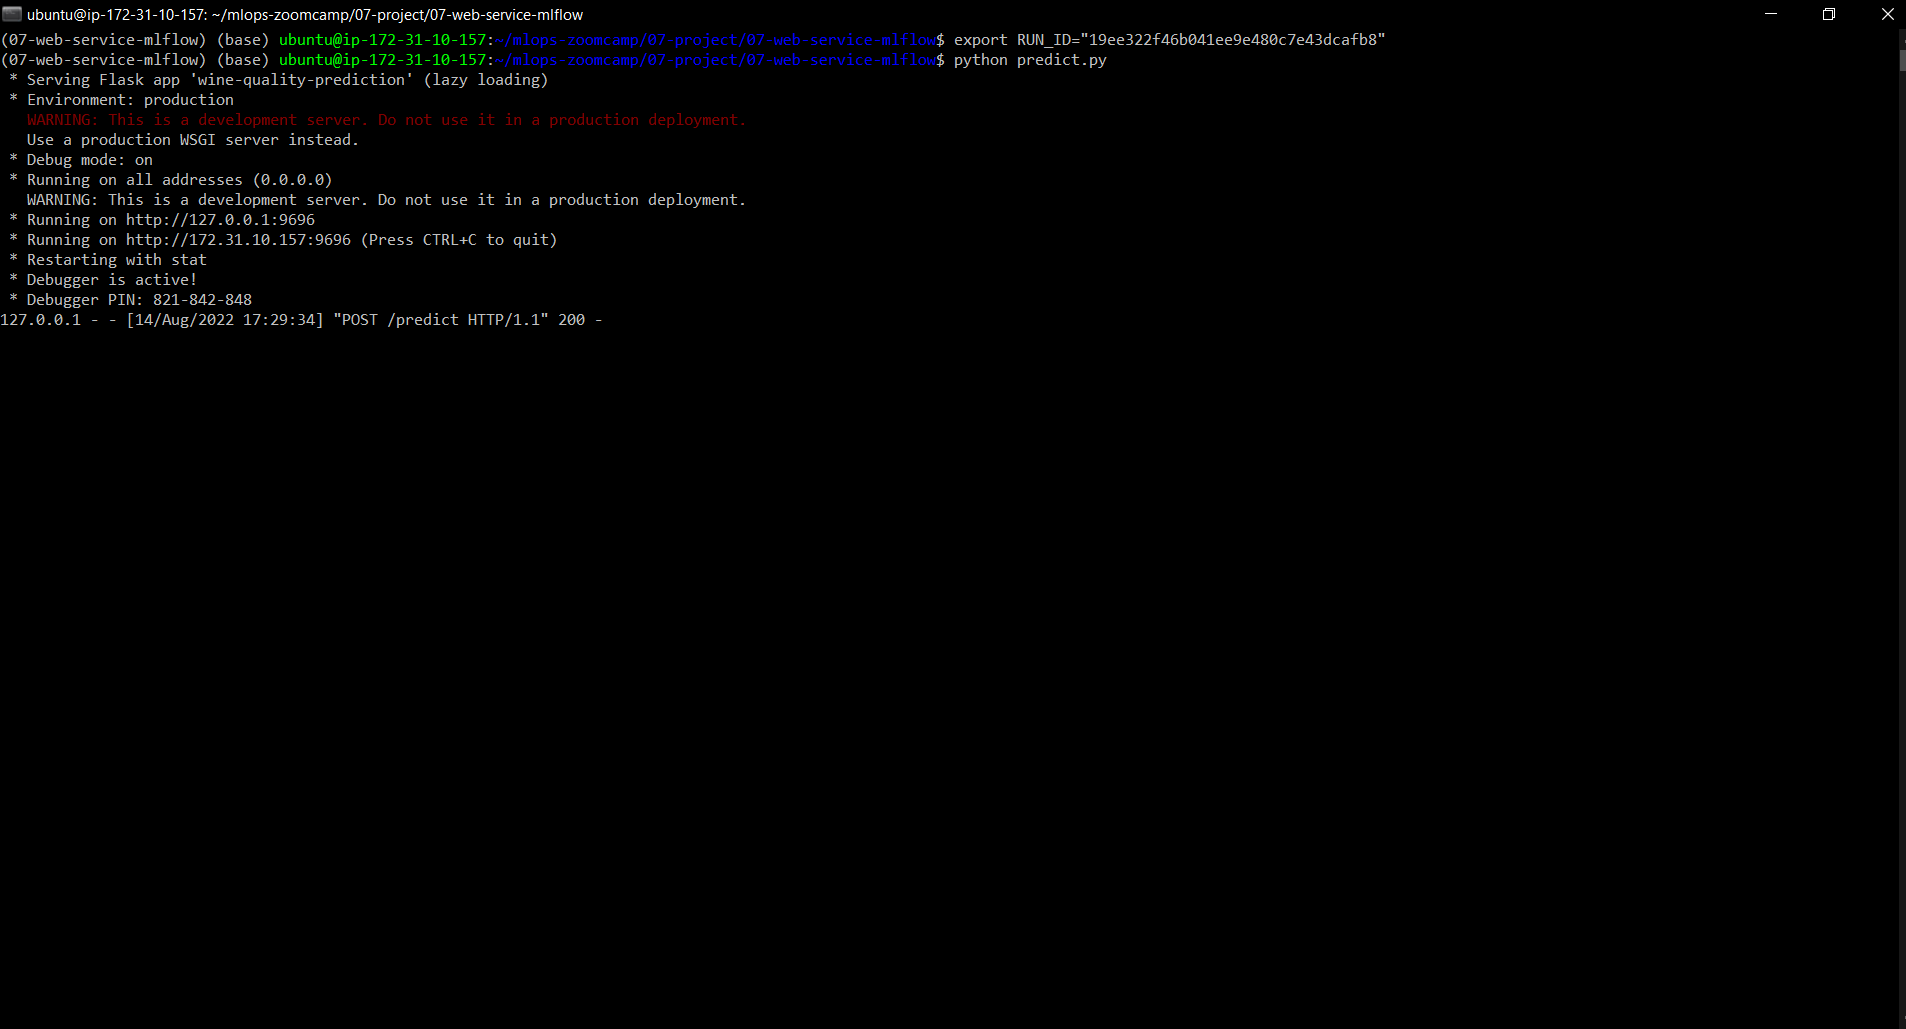 ubuntu@ip-172-31-10-157: ~/mlops-zoomcamp/07-project/07-web-service-mlflow
(07-web-service-mlflow) (base) ubuntu@ip-172-31-10-157:~/mlops-zoomcamp/07-project/07-web-service-mlflow$ export RUN_ID="19ee322f46b041ee9e480c7e43dcafb8"
(07-web-service-mlflow) (base) ubuntu@ip-172-31-10-157:~/mlops-zoomcamp/07-project/07-web-service-mlflow$ python predict.py
 * Serving Flask app 'wine-quality-prediction' (lazy loading)
 * Environment: production
   WARNING: This is a development server. Do not use it in a production deployment.
   Use a production WSGI server instead.
 * Debug mode: on
 * Running on all addresses (0.0.0.0)
   WARNING: This is a development server. Do not use it in a production deployment.
 * Running on http://127.0.0.1:9696
 * Running on http://172.31.10.157:9696 (Press CTRL+C to quit)
 * Restarting with stat
 * Debugger is active!
 * Debugger PIN: 821-842-848
127.0.0.1 - - [14/Aug/2022 17:29:34] "POST /predict HTTP/1.1" 200 -